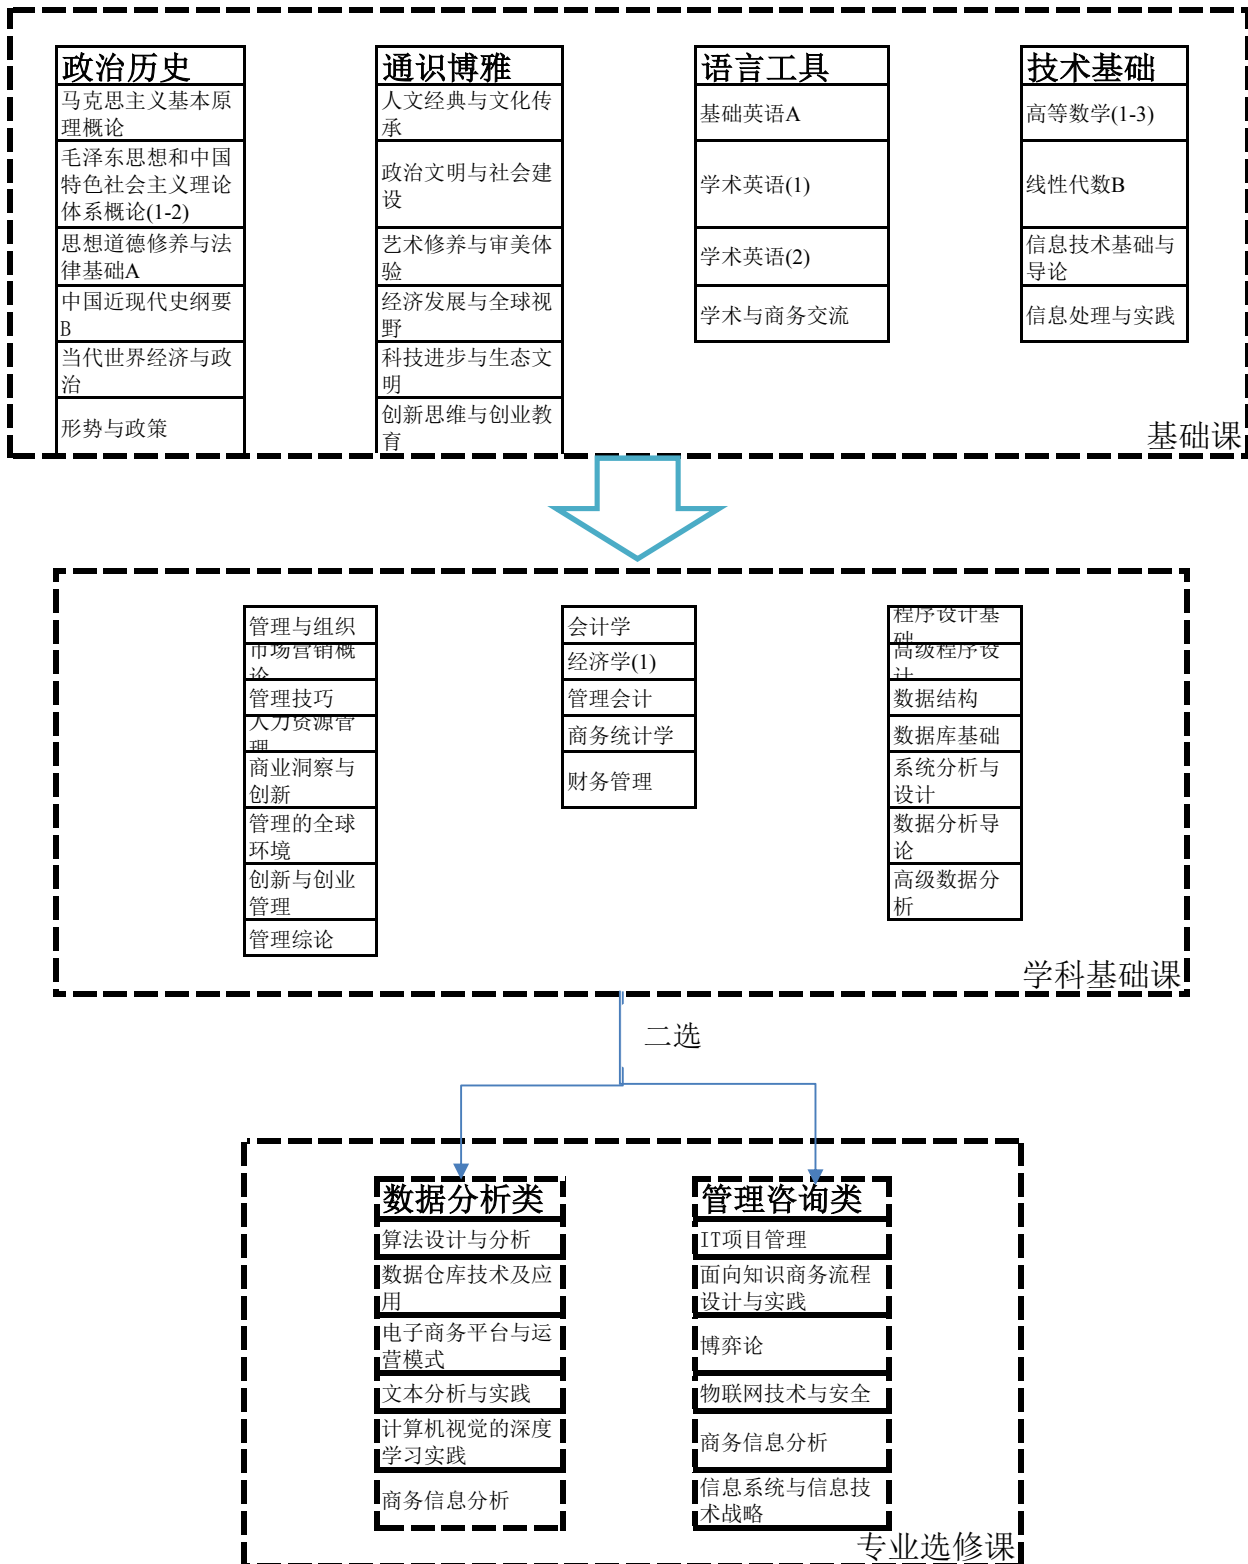 政治历史
马克思主义基本原
理概论
毛泽东思想和中国
特色社会主义理论
体系概论(1-2)
思想道德修养与法
律基础A
中国近现代史纲要
B
当代世界经济与政
治
形势与政策
通识博雅
人文经典与文化传
承
政治文明与社会建
设
艺术修养与审美体
验
经济发展与全球视
野
科技进步与生态文
明
创新思维与创业教
育
语言工具
基础英语A
学术英语(1)
学术英语(2)
学术与商务交流
技术基础
高等数学(1-3)
线性代数B
信息技术基础与
导论
信息处理与实践
基础课
管理与组织
市场营销概
论
管理技巧
人力资源管
理
商业洞察与
创新
管理的全球
环境
创新与创业
管理
管理综论
会计学
经济学(1)
管理会计
商务统计学
财务管理
程序设计基
础
高级程序设
计
数据结构
数据库基础
系统分析与
设计
数据分析导
论
高级数据分
析
学科基础课
二选
数据分析类
算法设计与分析
数据仓库技术及应
用
电子商务平台与运
营模式
文本分析与实践
计算机视觉的深度
学习实践
商务信息分析
管理咨询类
IT项目管理
面向知识商务流程
设计与实践
博弈论
物联网技术与安全
商务信息分析
信息系统与信息技
术战略
专业选修课